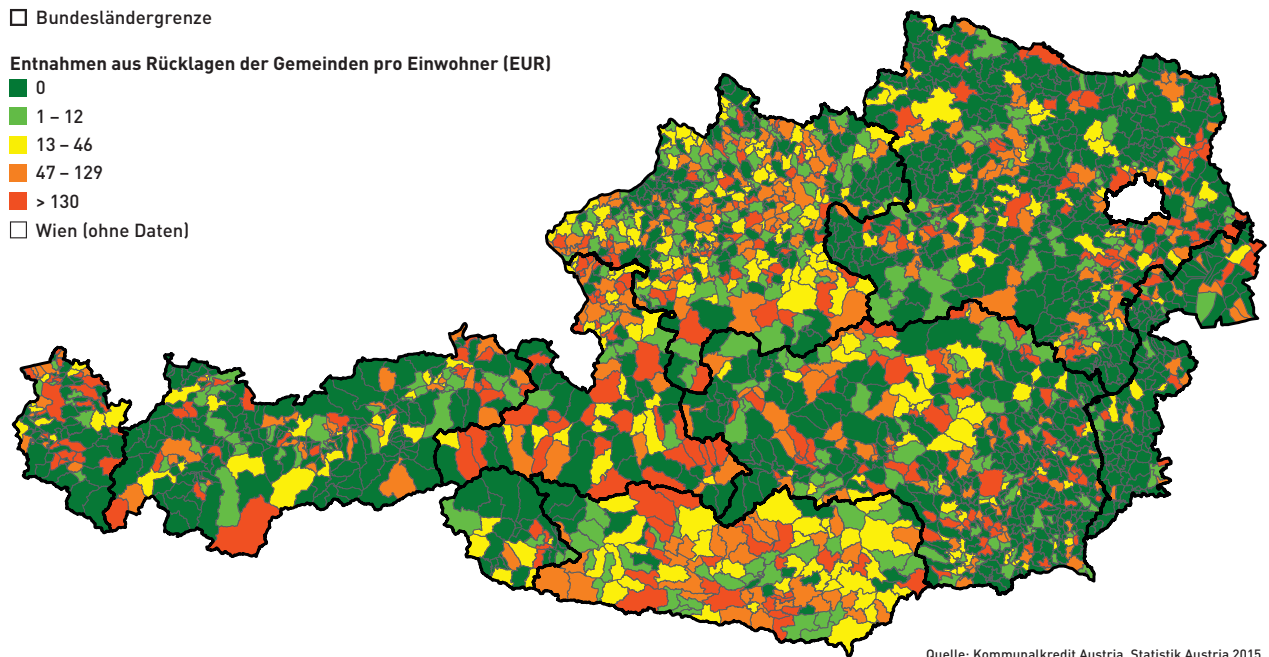 Bundesländergrenze
Entnahmen aus Rücklagen der Gemeinden pro Einwohner (EUR)
0
1 – 12
13 – 46
47 – 129
> 130
Wien (ohne Daten)
Quelle: Kommunalkredit Austria, Statistik Austria 2015